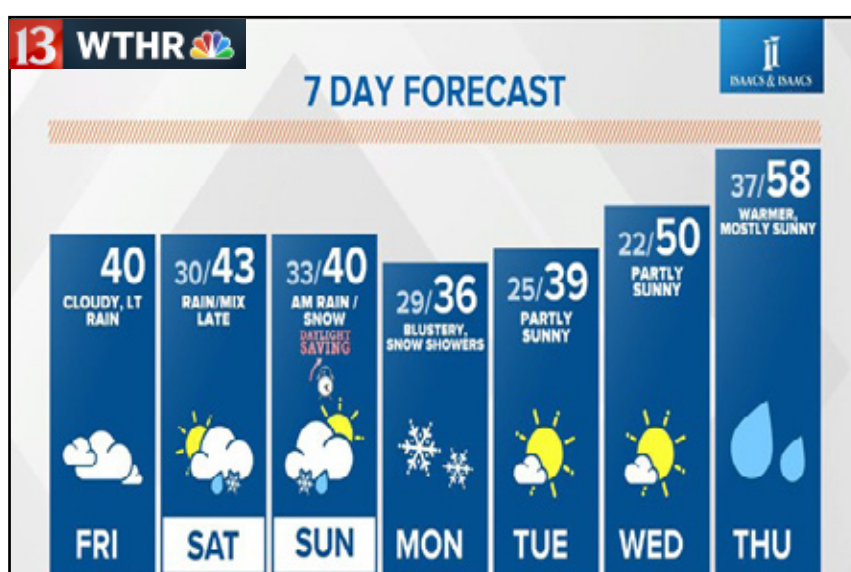 13 WTHR
ISAACS & ISAACS
7 DAY FORECAST
40
CLOUDY, LT
RAIN
FRI
30/43
RAIN/MIX
LATE
SAT
33/40
AM RAIN /
SNOW
DAYLIGHT
SAVING
SUN
29/36
BLUSTERY,
SNOW SHOWERS
MON
25/39
PARTLY
SUNNY
TUE
22/50
PARTLY
SUNNY
WED
37/58
WARMER,
MOSTLY SUNNY
THU